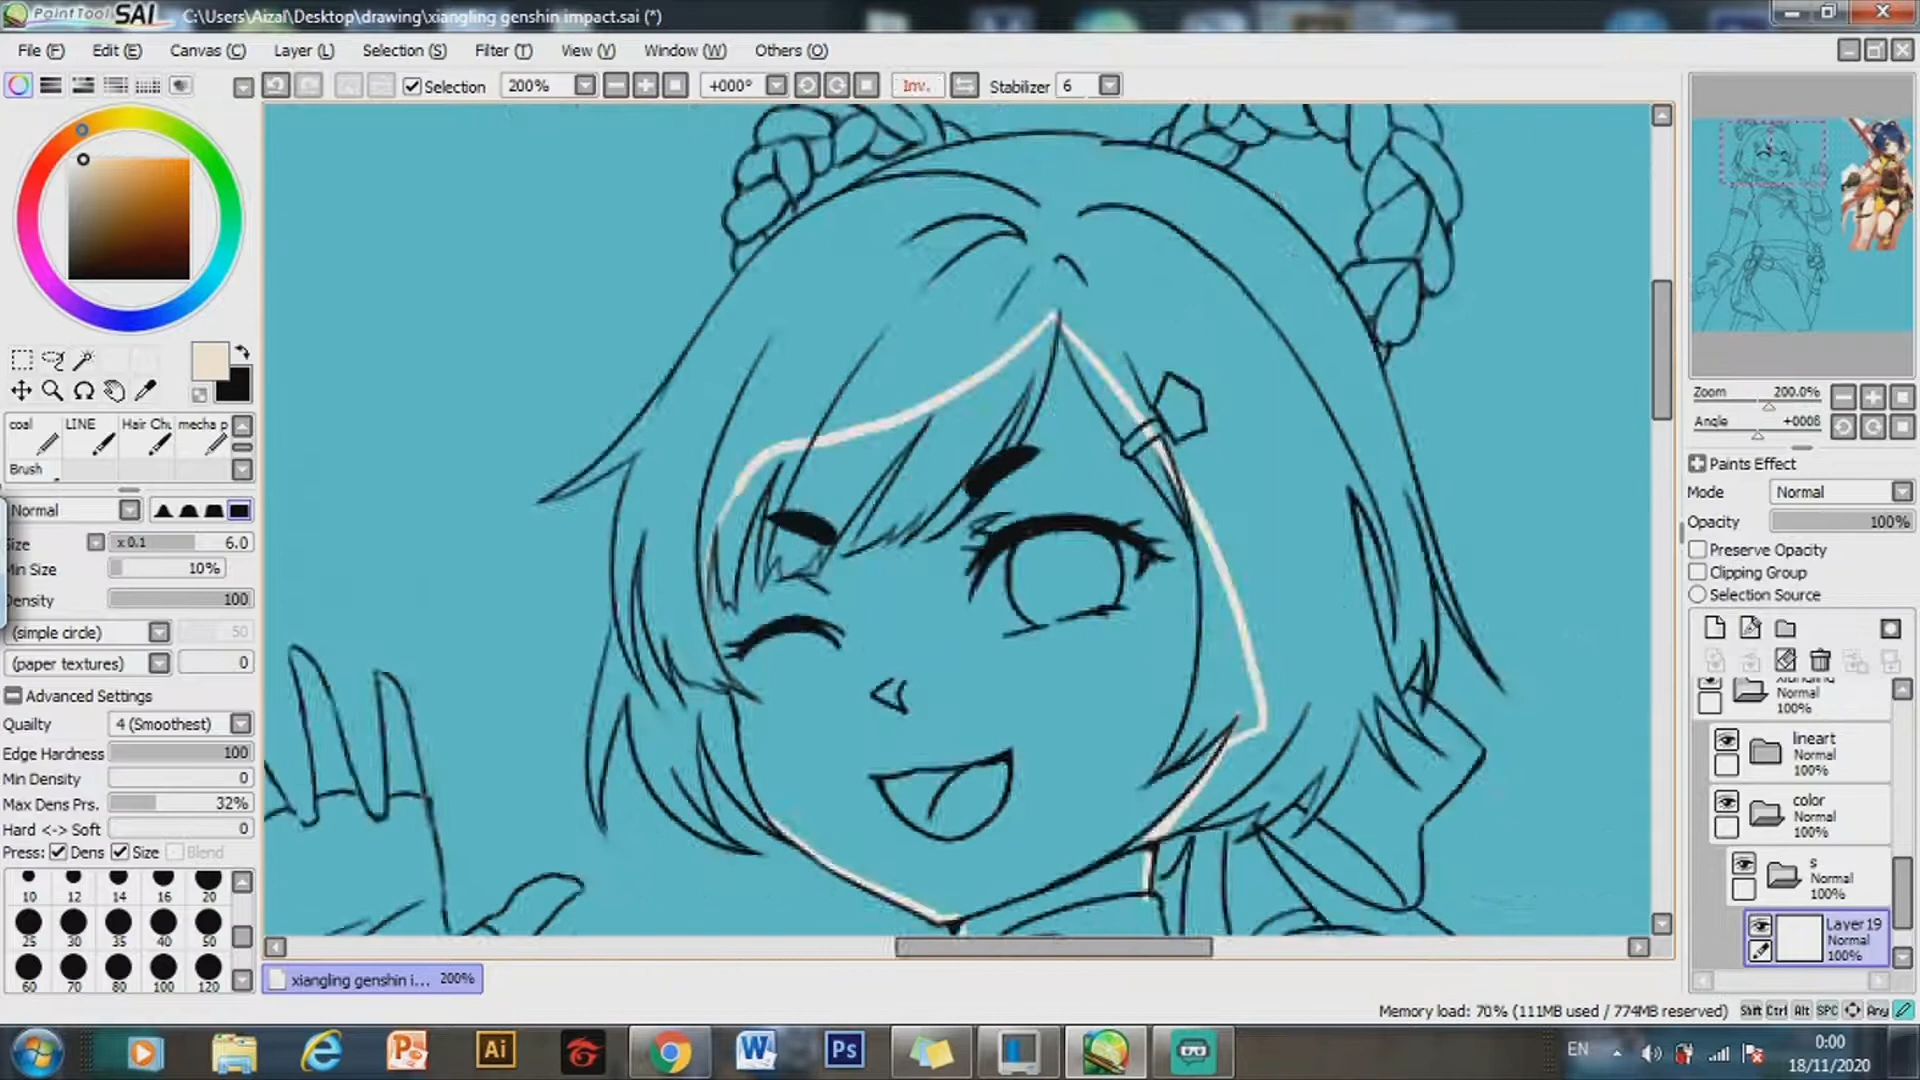 PaintTool SAI C:\Users\Aizal\Desktop\drawing\xiangling genshin impact.sai (*)
File (F) Edit (E) Canvas (C) Layer (L) Selection (S) Filter (T) View (V) Window (W) Others (O)
Selection 200% +000° Inv. Stabilizer 6
Zoom 200.0%
Angle
Paints Effect
Mode Normal
Opacity 100%
Preserve Opacity
Clipping Group
Selection Source
coal LINE Hair Chu mecha p
Brush
Normal
Size x 0.1 6.0
Min Size 10%
Density 100
(simple circle) 50
(paper textures) 0
Advanced Settings
Quailty 4 (Smoothest)
Edge Hardness 100
Min Density 0
Max Dens Prs. 32%
Hard <-> Soft 0
Press: Dens Size Blend
10 12 14 16 20
25 30 35 40 50
60 70 80 100 120
Normal
100%
lineart
Normal
100%
color
Normal
100%
s
Normal
100%
Layer19
Normal
100%
xiangling genshin i... 200%
Memory load: 70% (111MB used / 774MB reserved) Shift Ctrl Alt SPC Any
Ai W Ps
EN
0:00
18/11/2020